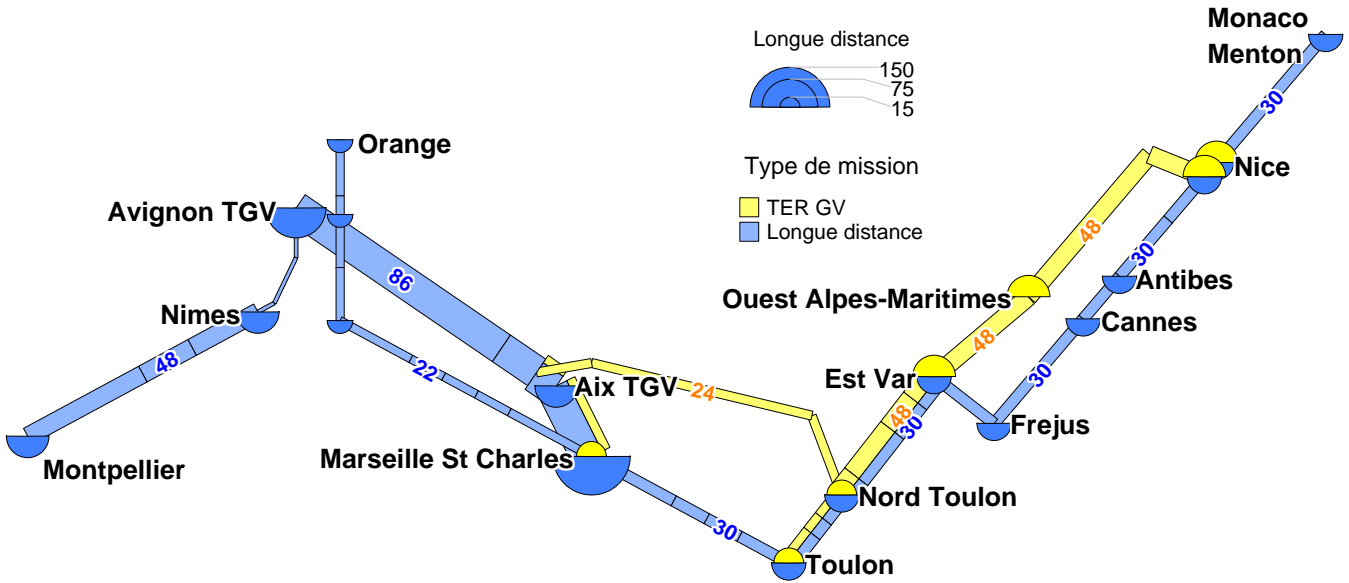 Monaco
Menton
Longue distance
150
75
15
30
Orange
Type de mission
Nice
Avignon TGV
TER GV
Longue distance
48
86
30
Antibes
Ouest Alpes-Maritimes
Nimes
Cannes
48
48
22
Est Var
30
Aix TGV
24
48
30
Frejus
Marseille St Charles
Montpellier
Nord Toulon
30
Toulon